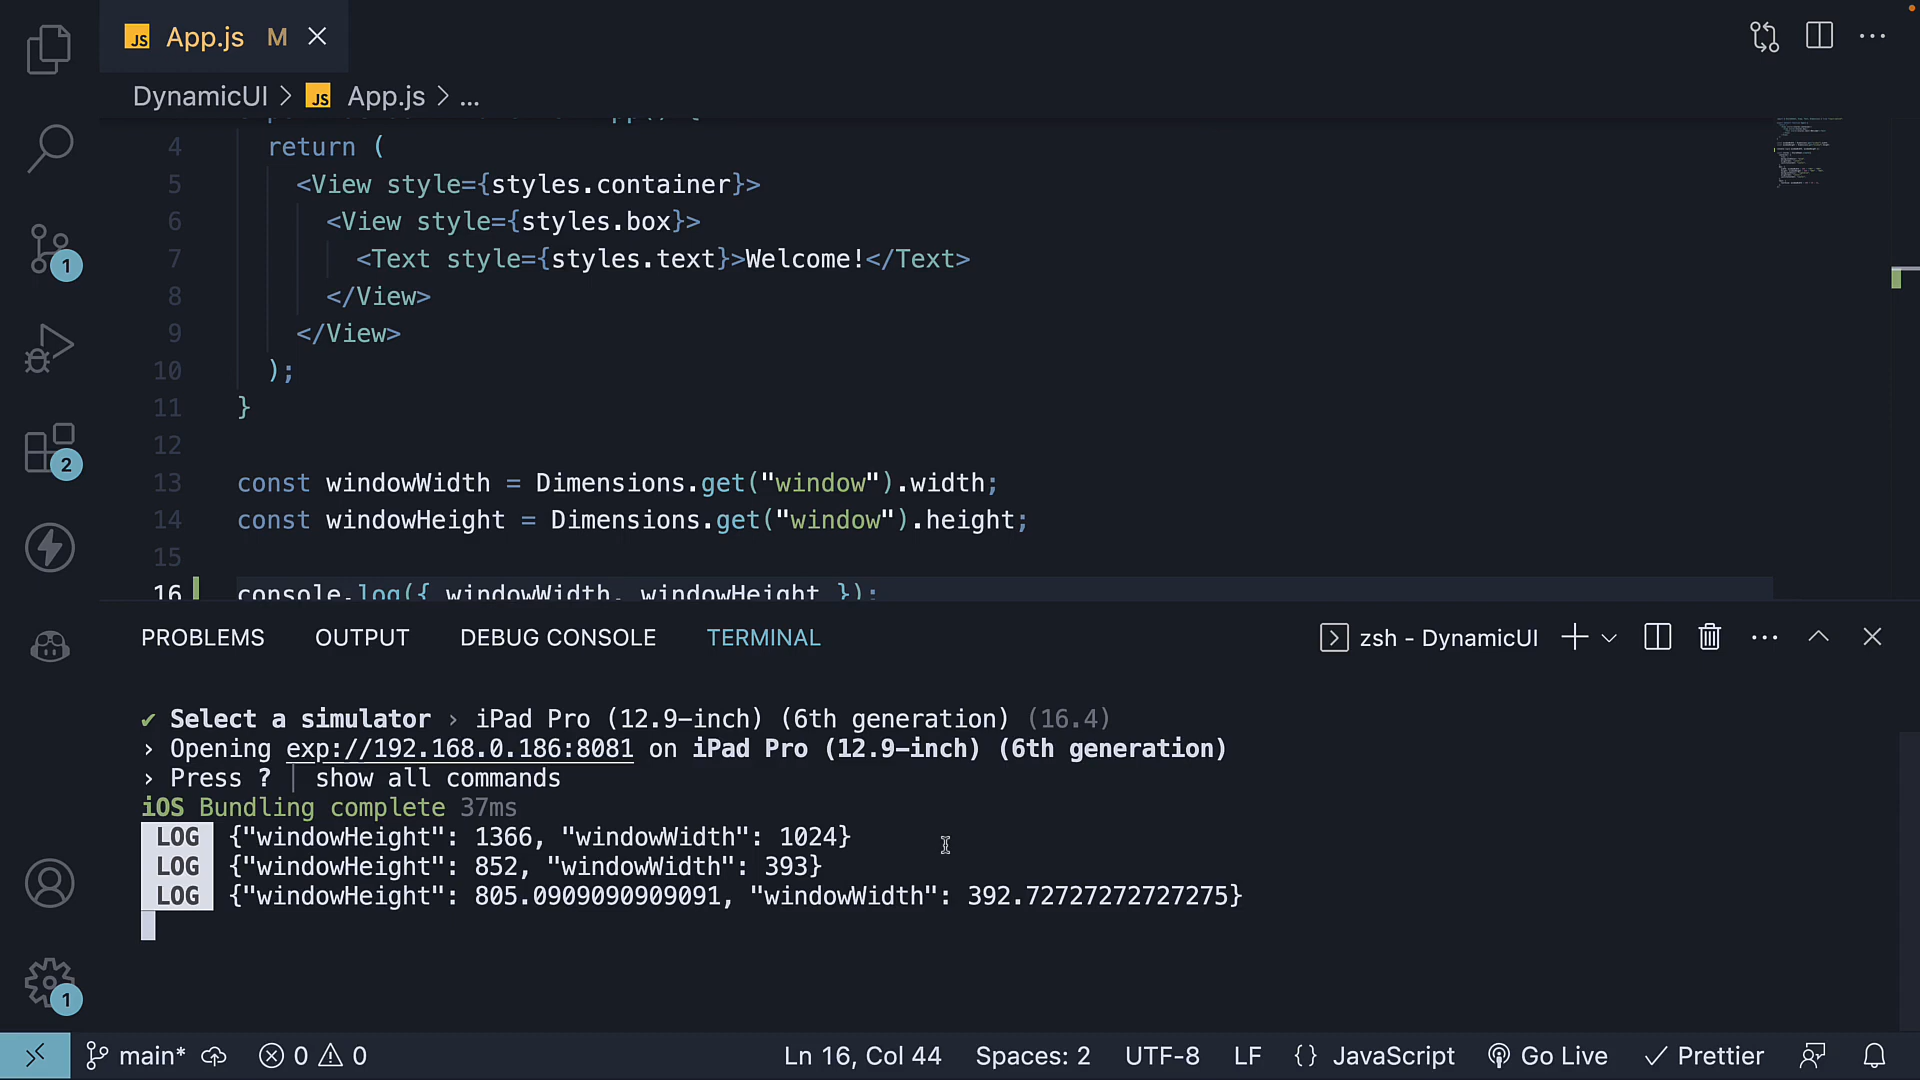 JS App.js M
DynamicUI > JS App.js > ...
4 return (
5 <View style={styles.container}>
6 <View style={styles.box}>
7 <Text style={styles.text}>Welcome!</Text>
8 </View>
9 </View>
10 );
11 }
12
13 const windowWidth = Dimensions.get("window").width;
14 const windowHeight = Dimensions.get("window").height;
15
16 console.log({ windowWidth, windowHeight });
1
2
1
PROBLEMS OUTPUT DEBUG CONSOLE TERMINAL zsh - DynamicUI
✔ Select a simulator › iPad Pro (12.9-inch) (6th generation) (16.4)
› Opening exp://192.168.0.186:8081 on iPad Pro (12.9-inch) (6th generation)
› Press ? │ show all commands
iOS Bundling complete 37ms
LOG {"windowHeight": 1366, "windowWidth": 1024}
LOG {"windowHeight": 852, "windowWidth": 393}
LOG {"windowHeight": 805.0909090909091, "windowWidth": 392.72727272727275}
main* 0 0 Ln 16, Col 44 Spaces: 2 UTF-8 LF {} JavaScript Go Live Prettier